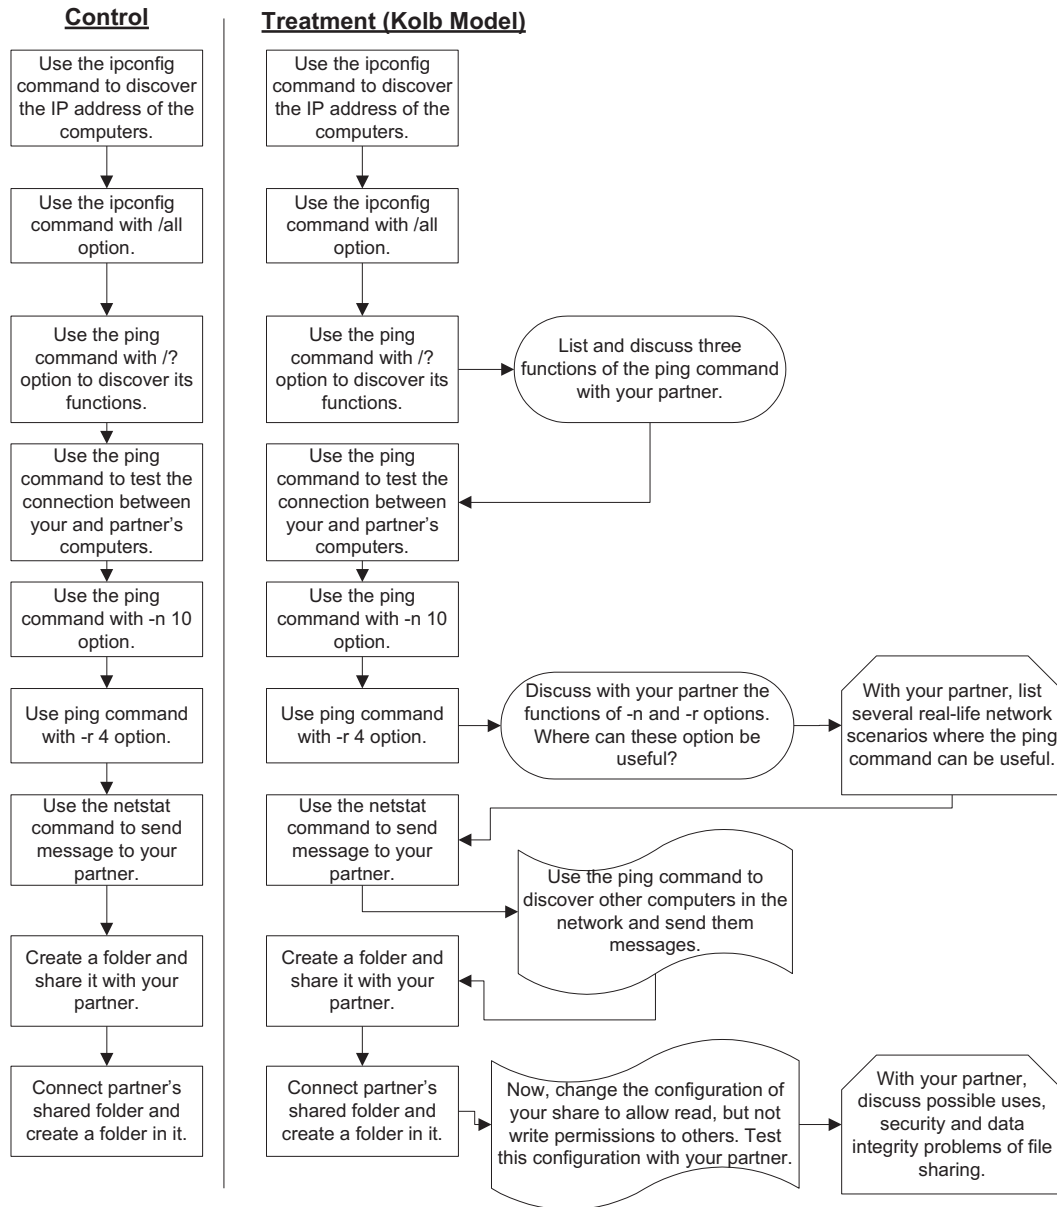 Control
Use the ipconfig
command to discover
the IP address of the
computers.
Use the ipconfig
command with /all
option.
Use the ping
command with /?
option to discover its
functions.
Use the ping
command to test the
connection between
your and partner's
computers.
Use the ping
command with -n 10
option.
Use ping command
with -r 4 option.
Use the netstat
command to send
message to your
partner.
Create a folder and
share it with your
partner.
Connect partner's
shared folder and
create a folder in it.
Treatment (Kolb Model)
Use the ipconfig
command to discover
the IP address of the
computers.
Use the ipconfig
command with /all
option.
Use the ping
command with /?
option to discover its
functions.
List and discuss three
functions of the ping command
with your partner.
Use the ping
command to test the
connection between
your and partner's
computers.
Use the ping
command with -n 10
option.
Use ping command
with -r 4 option.
Discuss with your partner the
functions of -n and -r options.
Where can these option be
useful?
With your partner, list
several real-life network
scenarios where the ping
command can be useful.
Use the netstat
command to send
message to your
partner.
Use the ping command to
discover other computers in the
network and send them
messages.
Create a folder and
share it with your
partner.
Connect partner's
shared folder and
create a folder in it.
Now, change the configuration of
your share to allow read, but not
write permissions to others. Test
this configuration with your partner.
With your partner,
discuss possible uses,
security and data
integrity problems of file
sharing.